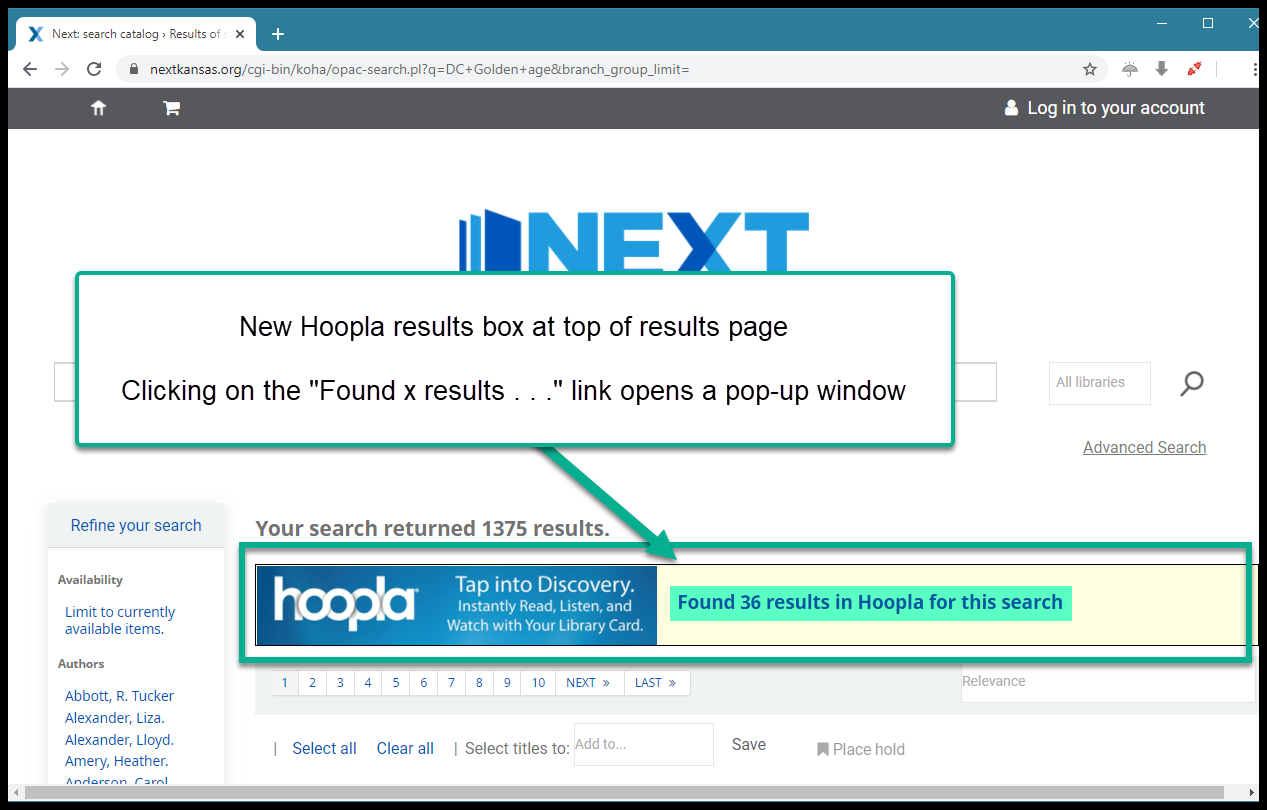 Next: search catalog › Results of s
nextkansas.org/cgi-bin/koha/opac-search.pl?q=DC+Golden+age&branch_group_limit=
Log in to your account
NEXT
New Hoopla results box at top of results page
Clicking on the "Found x results . . ." link opens a pop-up window
All libraries
Advanced Search
Refine your search
Your search returned 1375 results.
Availability
Limit to currently
available items.
Authors
Abbott, R. Tucker
Alexander, Liza.
Alexander, Lloyd.
Amery, Heather.
Anderson, Carol
hoopla
Tap into Discovery.
Instantly Read, Listen, and
Watch with Your Library Card.
Found 36 results in Hoopla for this search
1 2 3 4 5 6 7 8 9 10 NEXT » LAST »
Relevance
| Select all Clear all | Select titles to: Add to... Save Place hold